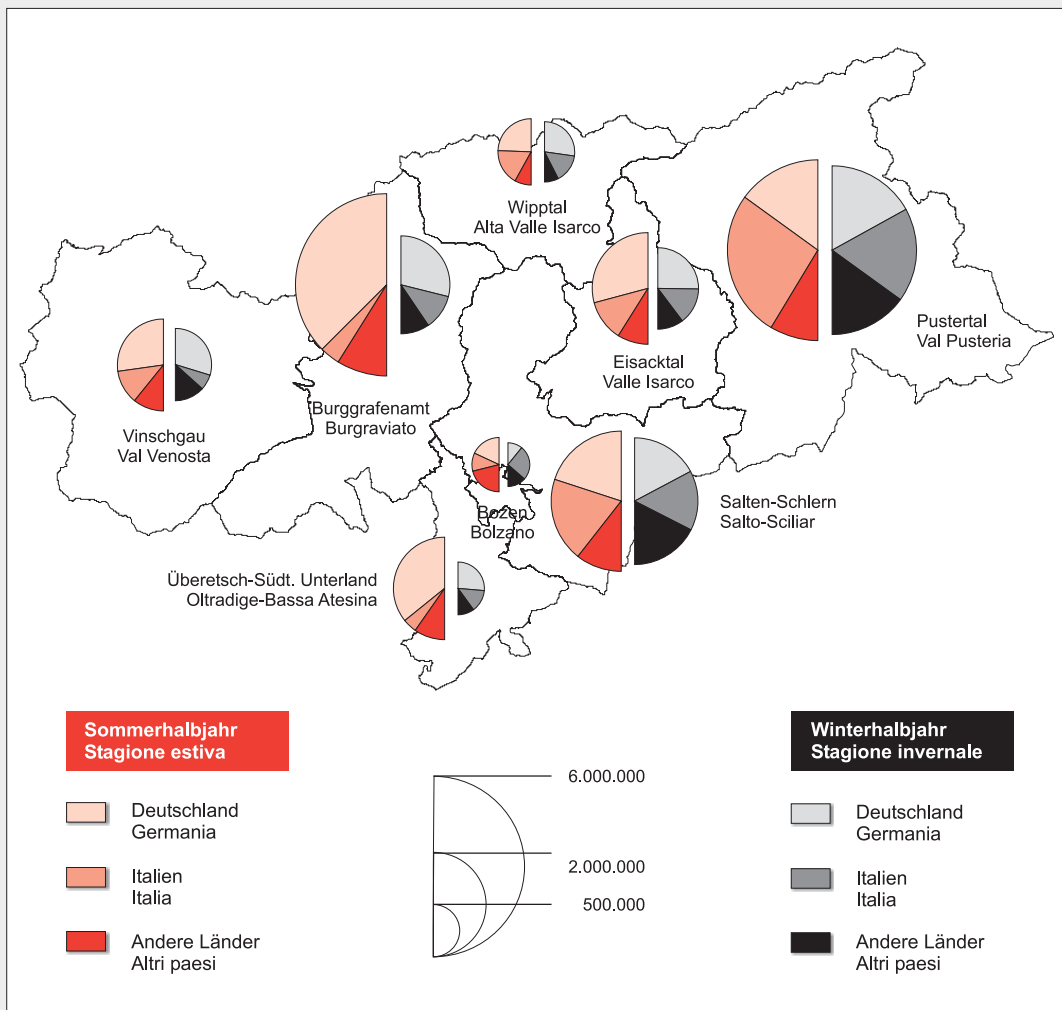 Wipptal
Alta Valle Isarco
Pustertal
Val Pusteria
Eisacktal
Valle Isarco
Burggrafenamt
Burgraviato
Vinschgau
Val Venosta
Bozen
Bolzano
Salten-Schlern
Salto-Sciliar
Überetsch-Südt. Unterland
Oltradige-Bassa Atesina
Sommerhalbjahr
Stagione estiva
Deutschland
Germania
Italien
Italia
Andere Länder
Altri paesi
6.000.000
2.000.000
500.000
Winterhalbjahr
Stagione invernale
Deutschland
Germania
Italien
Italia
Andere Länder
Altri paesi